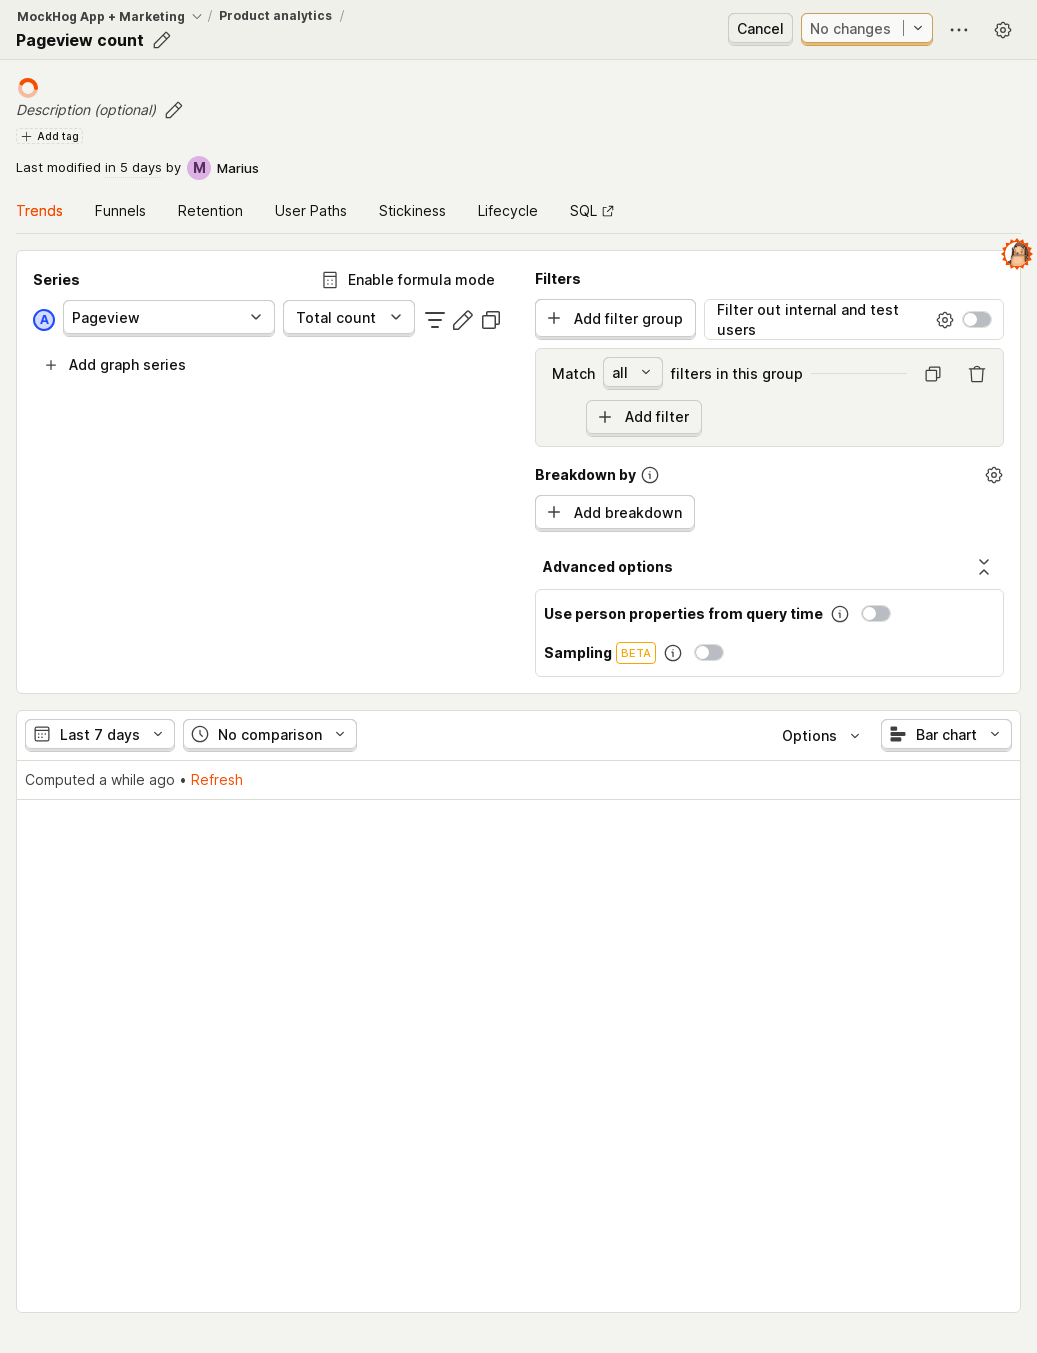 MockHog App + Marketing / Product analytics /
Pageview count
Cancel
No changes
Description (optional)
Add tag
Last modified in 5 days by M Marius
Trends Funnels Retention User Paths Stickiness Lifecycle SQL
Series
Enable formula mode
A Pageview Total count
Add graph series
Filters
Add filter group
Filter out internal and test
users
Match all filters in this group
Add filter
Breakdown by
Add breakdown
Advanced options
Use person properties from query time
Sampling BETA
Last 7 days No comparison Options Bar chart
Computed a while ago • Refresh